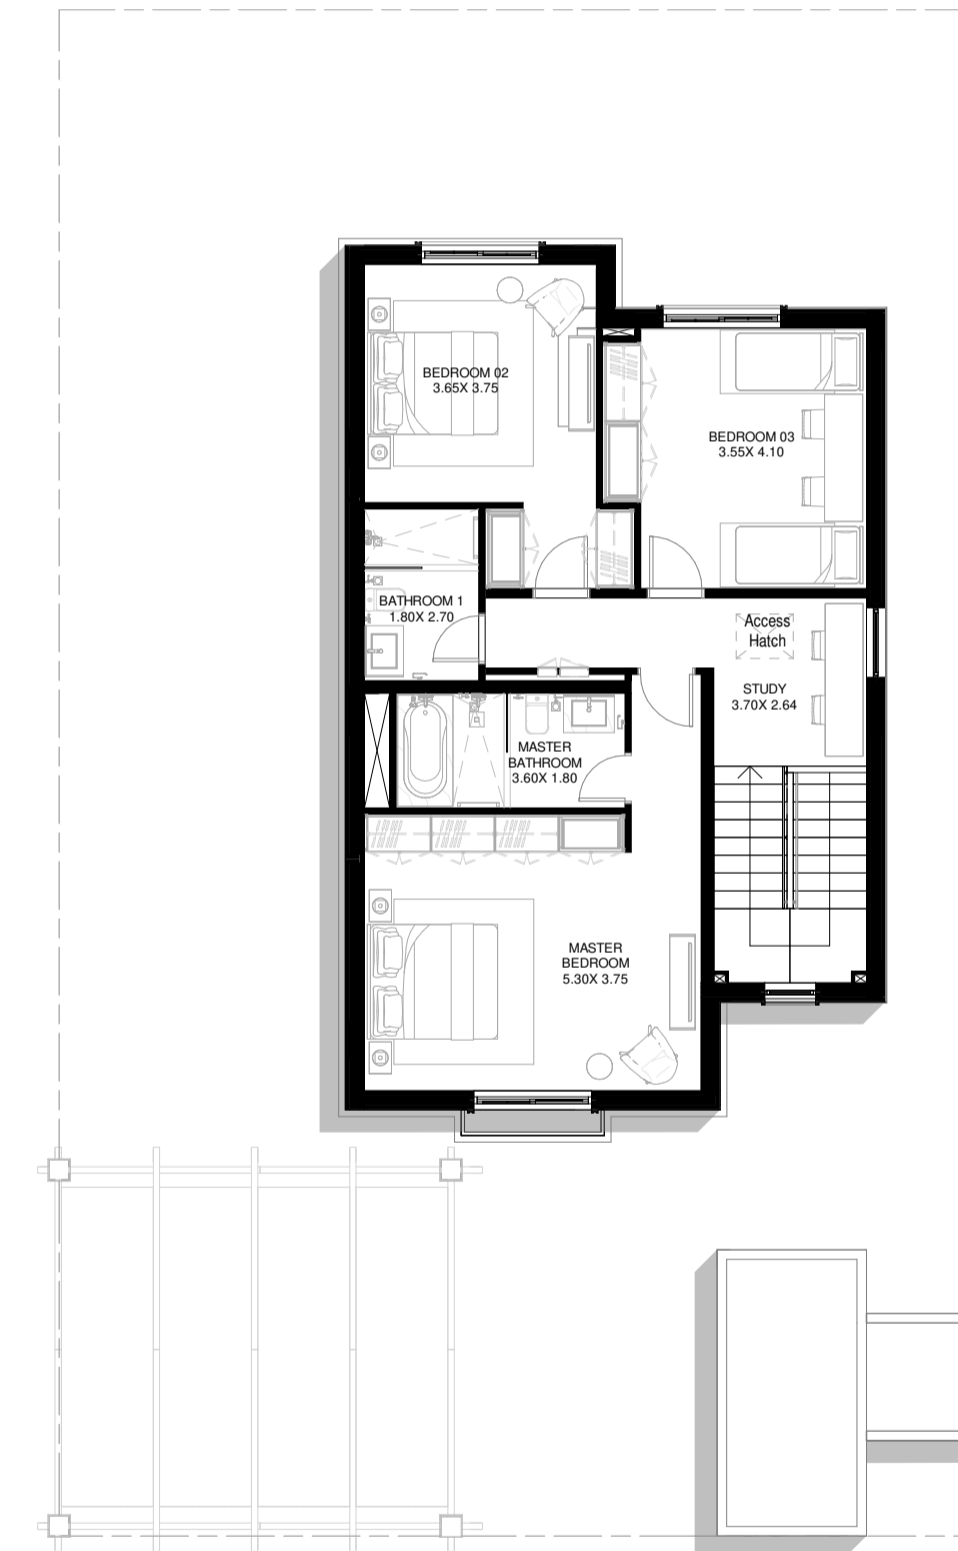 BEDROOM 02
3.65X 3.75
BEDROOM 03
3.55X 4.10
BATHROOM 1
1.80X 2.70
Access
Hatch
STUDY
3.70X 2.64
MASTER
BATHROOM
3.60X 1.80
MASTER
BEDROOM
5.30X 3.75